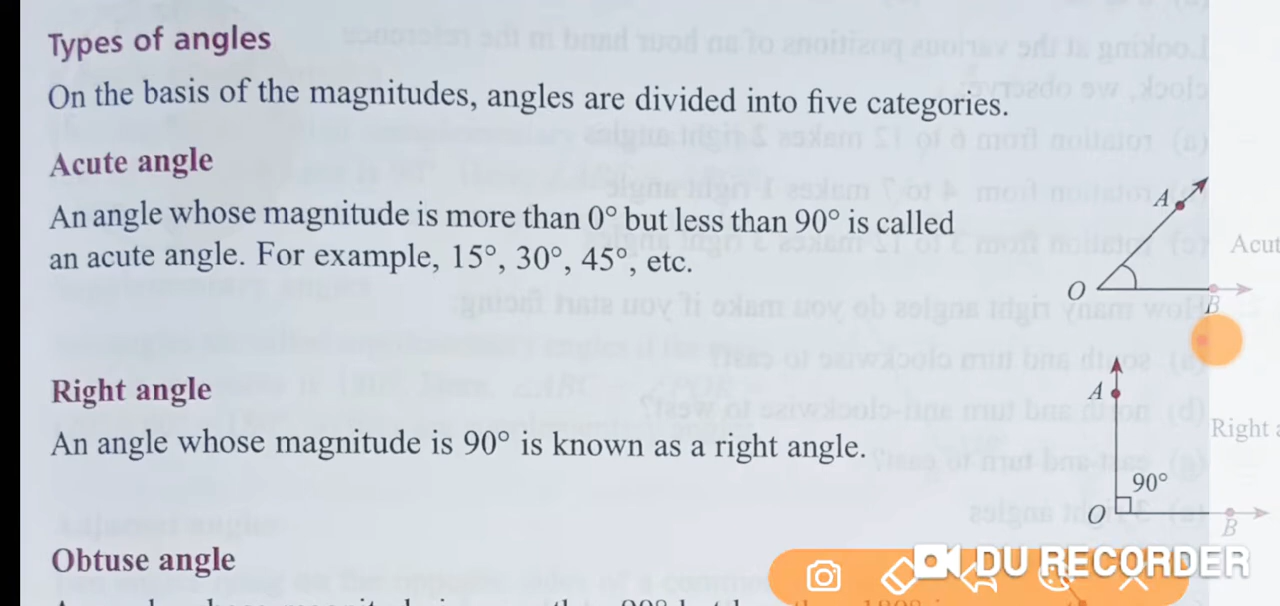 Types of angles
On the basis of the magnitudes, angles are divided into five categories.
Acute angle
An angle whose magnitude is more than 0° but less than 90° is called
an acute angle. For example, 15°, 30°, 45°, etc.
A
O
B
Acut
Right angle
An angle whose magnitude is 90° is known as a right angle.
A
90°
O
B
Right a
Obtuse angle
DU RECORDER